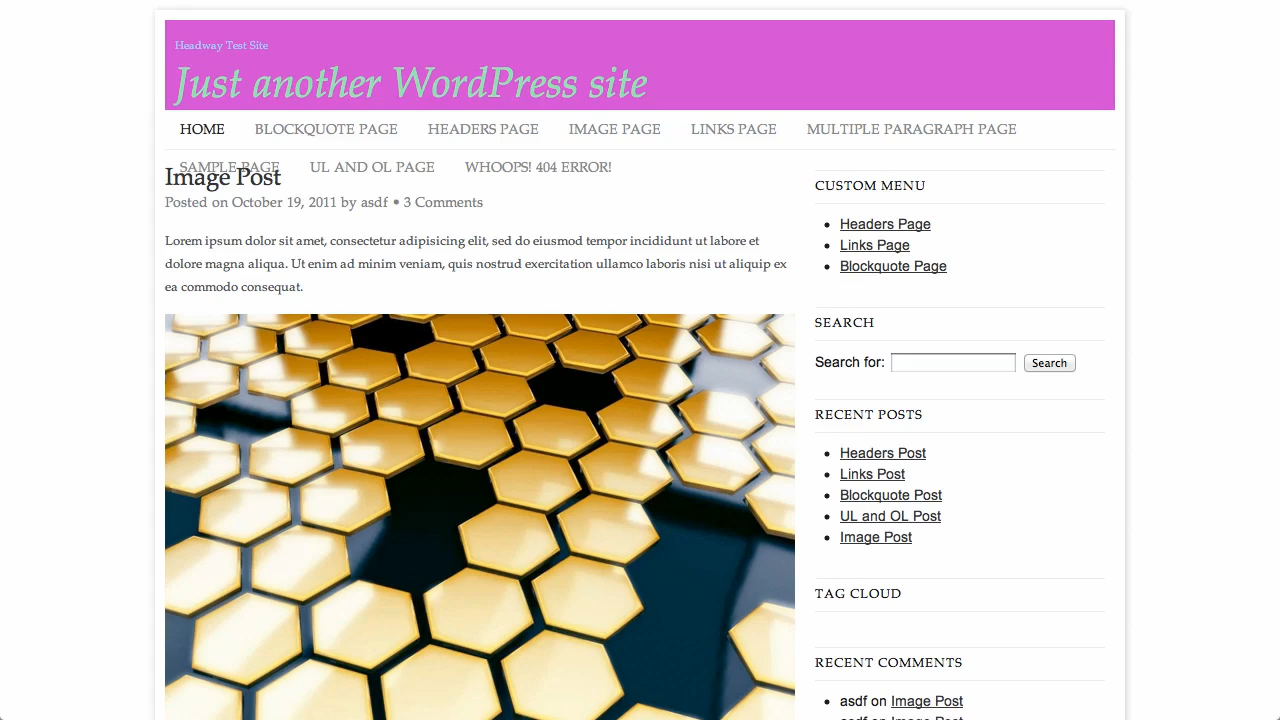 Headway Test Site
Just another WordPress site
HOME BLOCKQUOTE PAGE HEADERS PAGE IMAGE PAGE LINKS PAGE MULTIPLE PARAGRAPH PAGE
SAMPLE PAGE UL AND OL PAGE WHOOPS! 404 ERROR!
Image Post
Posted on October 19, 2011 by asdf • 3 Comments
Lorem ipsum dolor sit amet, consectetur adipisicing elit, sed do eiusmod tempor incididunt ut labore et
dolore magna aliqua. Ut enim ad minim veniam, quis nostrud exercitation ullamco laboris nisi ut aliquip ex
ea commodo consequat.
CUSTOM MENU
• Headers Page
• Links Page
• Blockquote Page
SEARCH
Search for: Search
RECENT POSTS
• Headers Post
• Links Post
• Blockquote Post
• UL and OL Post
• Image Post
TAG CLOUD
RECENT COMMENTS
• asdf on Image Post